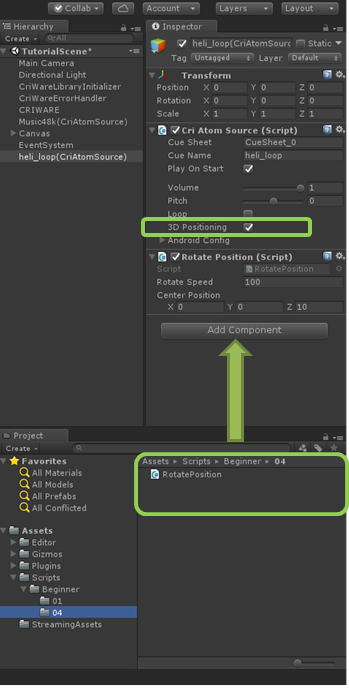 Collab
Account
Layers
Layout
Hierarchy
Create
All
TutorialScene*
Main Camera
Directional Light
CriWareLibraryInitializer
CriWareErrorHandler
CRIWARE
Music48k(CriAtomSource)
Canvas
EventSystem
heli_loop(CriAtomSource)
Inspector
heli_loop(CriAtomSourc
Static
Tag Untagged Layer Default
Transform
Position X 0 Y 0 Z 0
Rotation X 0 Y 0 Z 0
Scale X 1 Y 1 Z 1
Cri Atom Source (Script)
Cue Sheet CueSheet_0
Cue Name heli_loop
Play On Start
Volume 1
Pitch 0
Loop
3D Positioning
Android Config
Rotate Position (Script)
Script RotatePosition
Rotate Speed 100
Center Position
X 0 Y 0 Z 10
Add Component
Project
Create
Favorites
All Materials
All Models
All Prefabs
All Conflicted
Assets
Editor
Gizmos
Plugins
Scripts
Beginner
01
04
StreamingAssets
Assets ▸ Scripts ▸ Beginner ▸ 04
RotatePosition